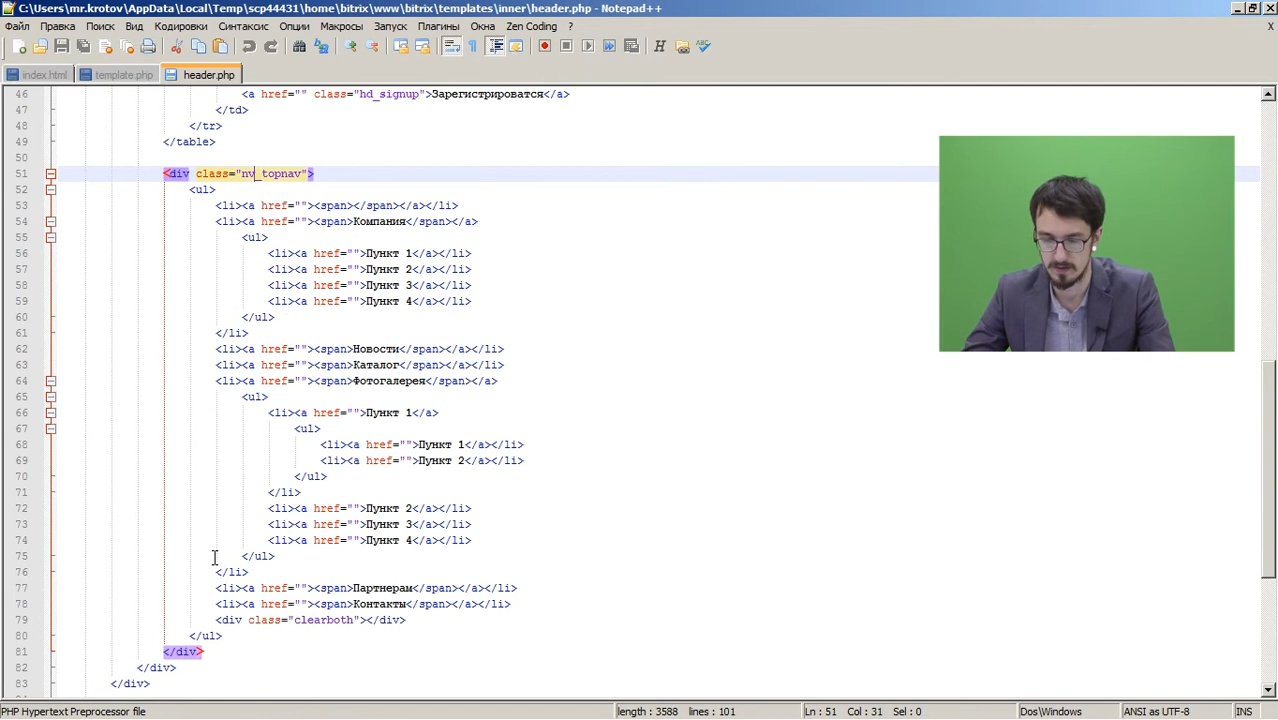 C:\Users\mr.krotov\AppData\Local\Temp\scp44431\home\bitrix\www\bitrix\templates\inner\header.php - Notepad++
Файл Правка Поиск Вид Кодировки Синтаксис Опции Макросы Запуск Плагины Окна Zen Coding ? X
index.html template.php header.php
46 <a href="" class="hd_signup">Зарегистрироватся</a>
47 </td>
48 </tr>
49 </table>
50
51 <div class="nv_topnav">
52 <ul>
53 <li><a href=""><span></span></a></li>
54 <li><a href=""><span>Компания</span></a>
55 <ul>
56 <li><a href="">Пункт 1</a></li>
57 <li><a href="">Пункт 2</a></li>
58 <li><a href="">Пункт 3</a></li>
59 <li><a href="">Пункт 4</a></li>
60 </ul>
61 </li>
62 <li><a href=""><span>Новости</span></a></li>
63 <li><a href=""><span>Каталог</span></a></li>
64 <li><a href=""><span>Фотогалерея</span></a>
65 <ul>
66 <li><a href="">Пункт 1</a>
67 <ul>
68 <li><a href="">Пункт 1</a></li>
69 <li><a href="">Пункт 2</a></li>
70 </ul>
71 </li>
72 <li><a href="">Пункт 2</a></li>
73 <li><a href="">Пункт 3</a></li>
74 <li><a href="">Пункт 4</a></li>
75 </ul>
76 </li>
77 <li><a href=""><span>Партнерам</span></a></li>
78 <li><a href=""><span>Контакты</span></a></li>
79 <div class="clearboth"></div>
80 </ul>
81 </div>
82 </div>
83 </div>
PHP Hypertext Preprocessor file length : 3588 lines : 101 Ln : 51 Col : 31 Sel : 0 Dos\Windows ANSI as UTF-8 INS